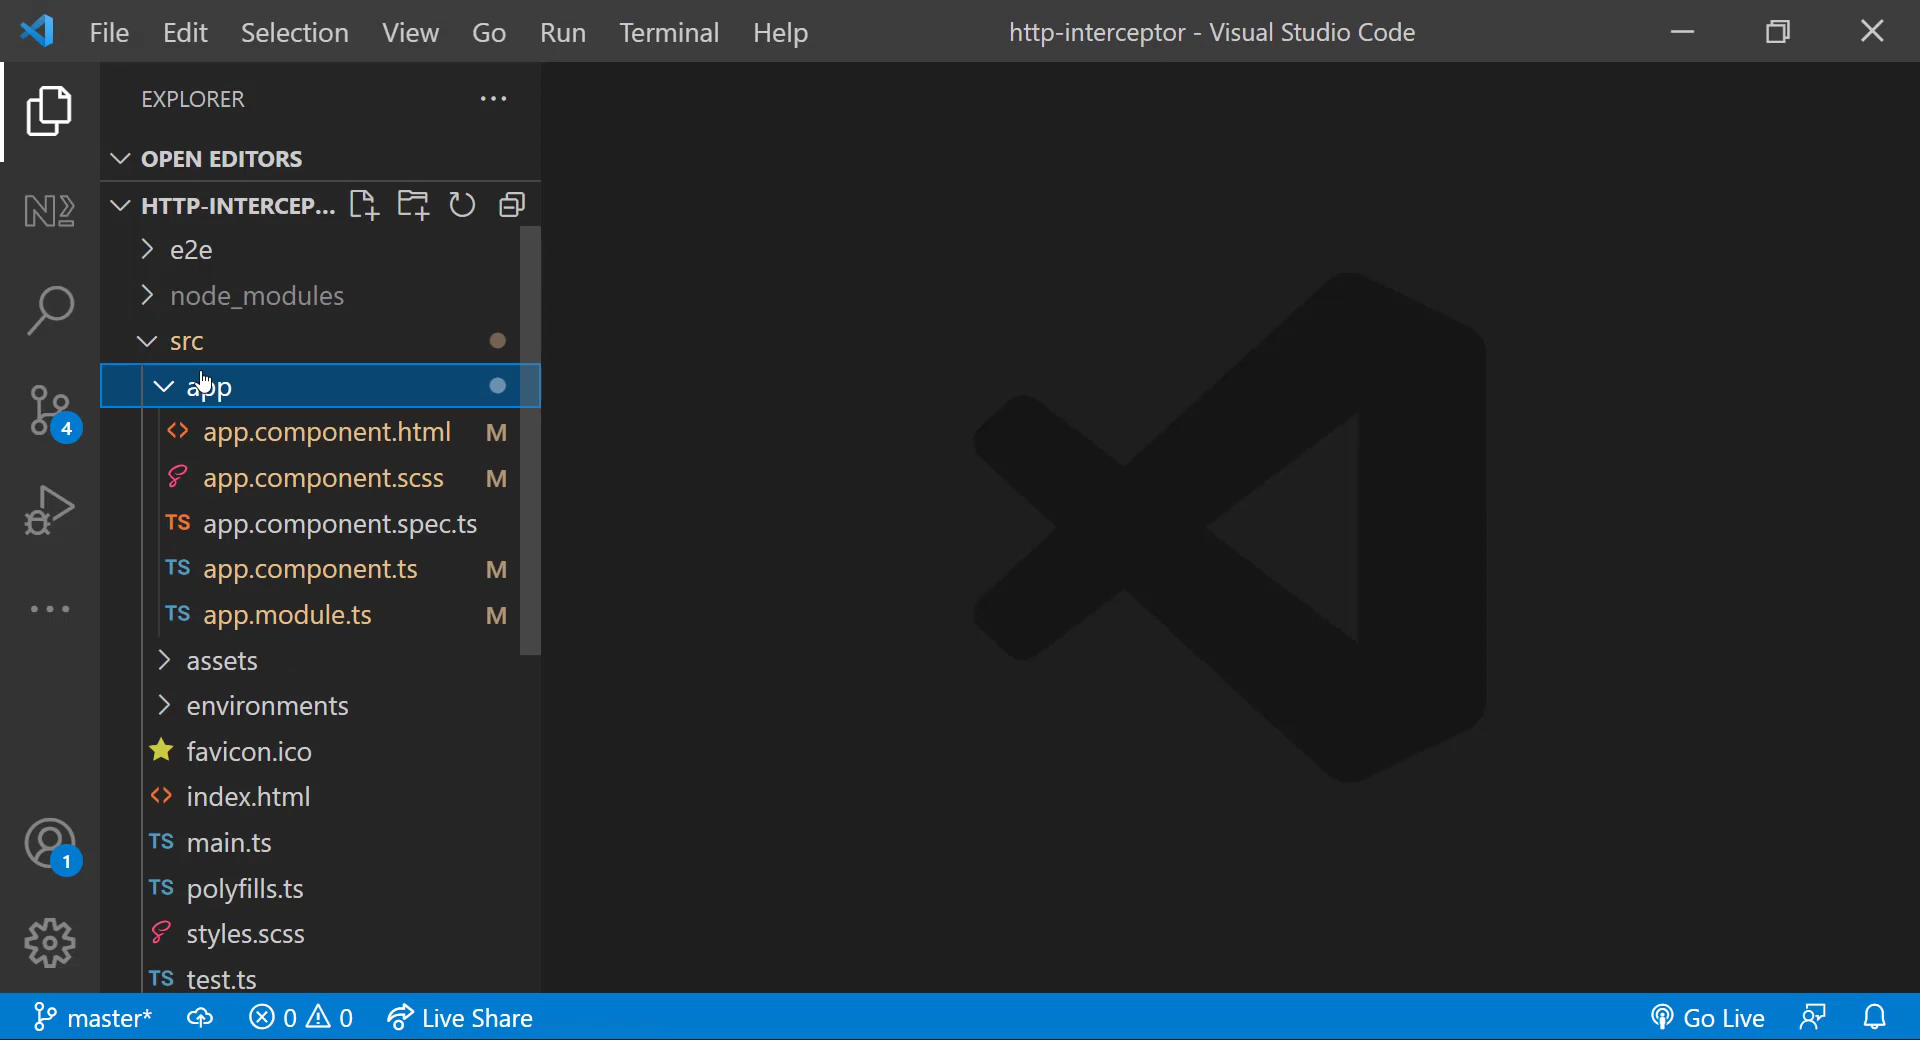 File Edit Selection View Go Run Terminal Help http-interceptor - Visual Studio Code
EXPLORER
OPEN EDITORS
HTTP-INTERCEP...
e2e
node_modules
src
app
app.component.html M
app.component.scss M
TS app.component.spec.ts
TS app.component.ts M
TS app.module.ts M
assets
environments
favicon.ico
index.html
TS main.ts
TS polyfills.ts
styles.scss
TS test.ts
4
1
master* 0 0 Live Share Go Live